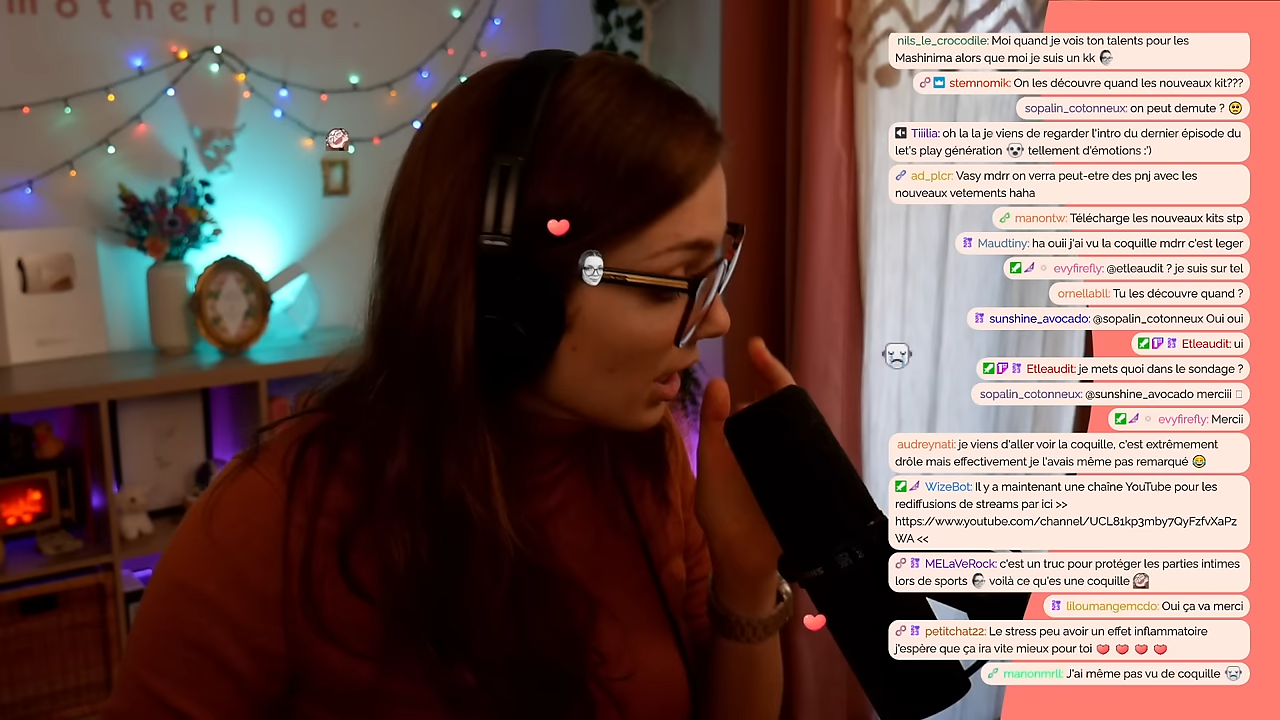 motherlode.
nils_le_crocodile: Moi quand je vois ton talents pour les
Mashinima alors que moi je suis un kk
stemnomik: On les découvre quand les nouveaux kit???
sopalin_cotonneux: on peut demute ? 🥹
Tiiilia: oh la la je viens de regarder l'intro du dernier épisode du
let's play génération tellement d'émotions :')
ad_plcr: Vasy mdrr on verra peut-etre des pnj avec les
nouveaux vetements haha
manontw: Télécharge les nouveaux kits stp
Maudtiny: ha ouii j'ai vu la coquille mdrr c'est leger
evyfirefly: @etleaudit ? je suis sur tel
ornellabll: Tu les découvre quand ?
sunshine_avocado: @sopalin_cotonneux Oui oui
Etleaudit: ui
Etleaudit: je mets quoi dans le sondage ?
sopalin_cotonneux: @sunshine_avocado merciii
evyfirefly: Mercii
audreynati: je viens d'aller voir la coquille, c'est extrêmement
drôle mais effectivement je l'avais même pas remarqué 😂
WizeBot: Il y a maintenant une chaîne YouTube pour les
rediffusions de streams par ici >>
https://www.youtube.com/channel/UCL81kp3mby7QyFzfvXaPz
WA <<
MELaVeRock: c'est un truc pour protéger les parties intimes
lors de sports voilà ce qu'es une coquille
liloumangemcdo: Oui ça va merci
petitchat22: Le stress peu avoir un effet inflammatoire
j'espère que ça ira vite mieux pour toi ❤️ ❤️ ❤️ ❤️
manonmrll: J'ai même pas vu de coquille